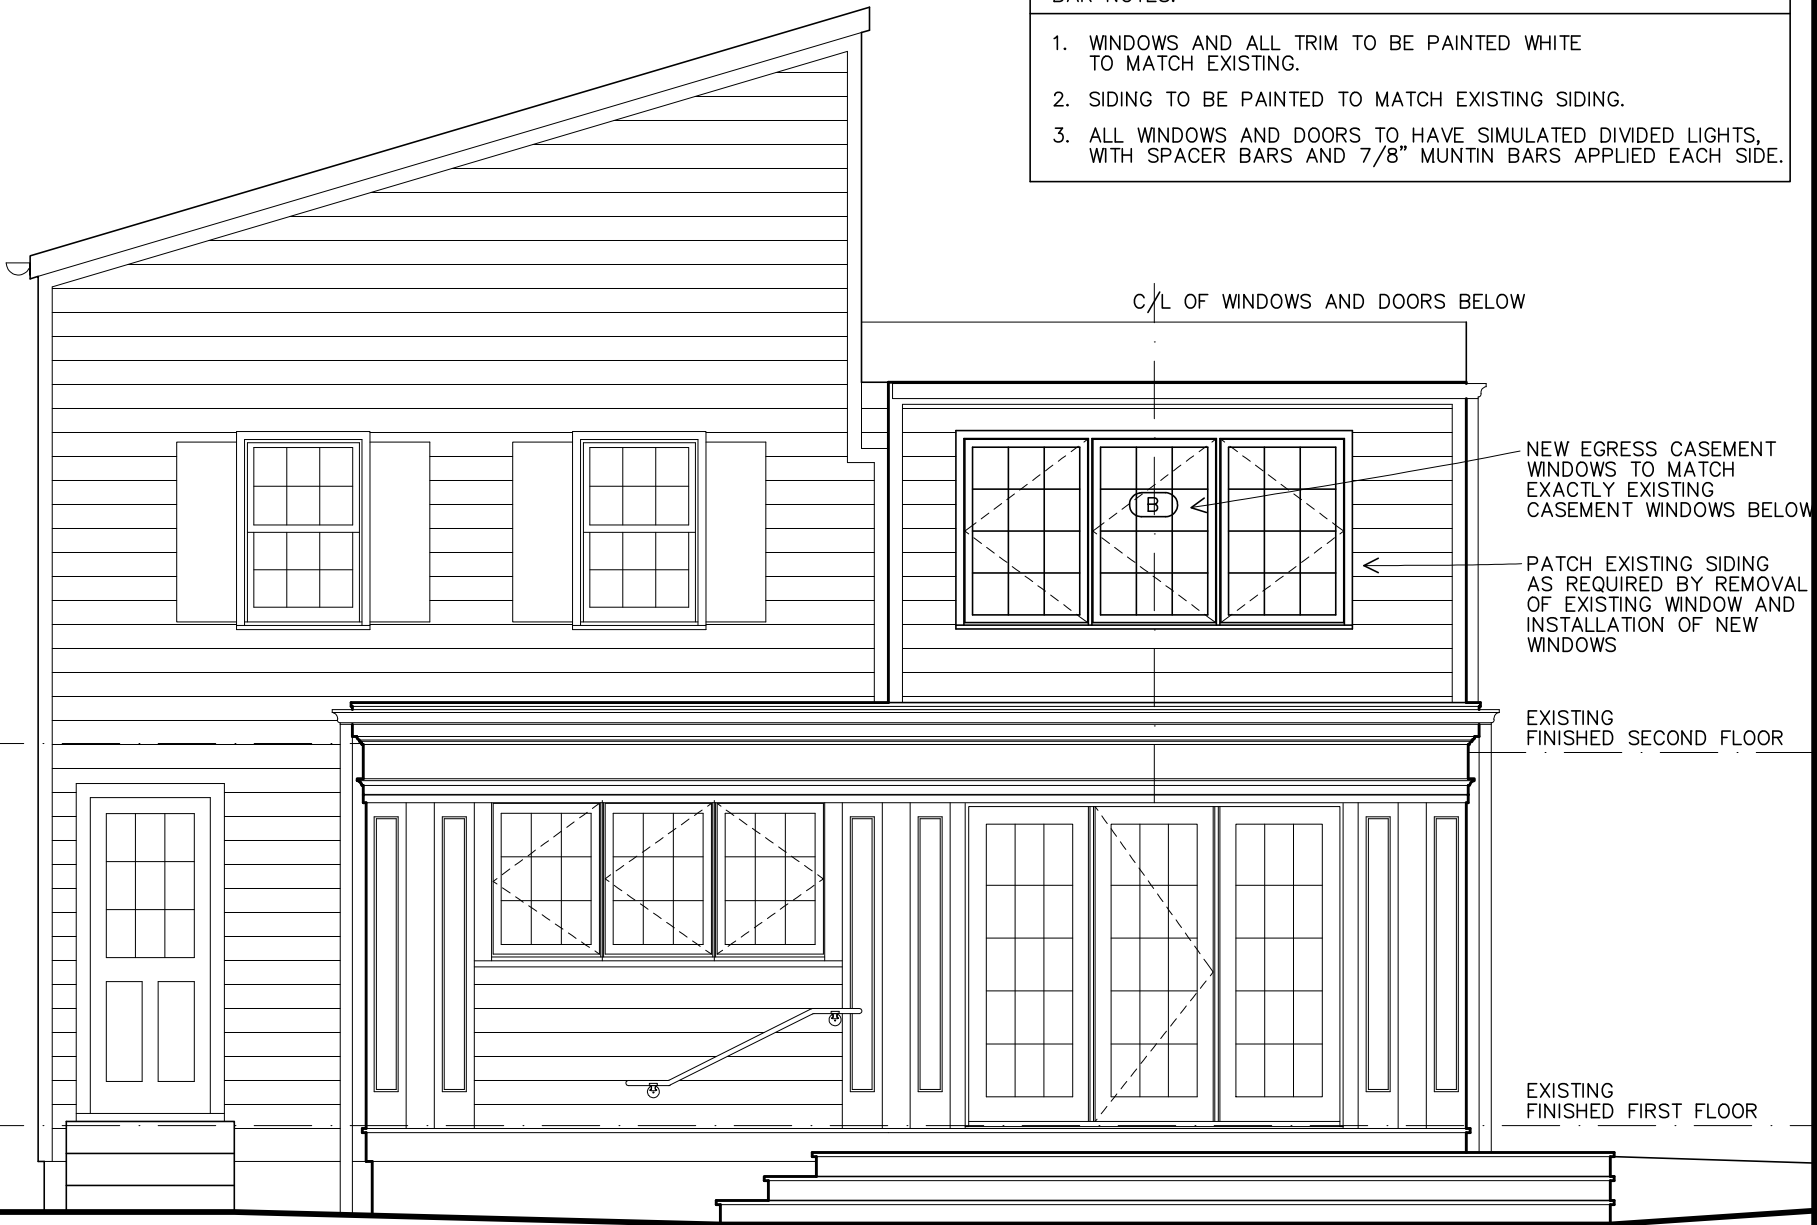 BAR NOTES:
1. WINDOWS AND ALL TRIM TO BE PAINTED WHITE
TO MATCH EXISTING.
2. SIDING TO BE PAINTED TO MATCH EXISTING SIDING.
3. ALL WINDOWS AND DOORS TO HAVE SIMULATED DIVIDED LIGHTS,
WITH SPACER BARS AND 7/8” MUNTIN BARS APPLIED EACH SIDE.
C/L OF WINDOWS AND DOORS BELOW
NEW EGRESS CASEMENT
WINDOWS TO MATCH
EXACTLY EXISTING
CASEMENT WINDOWS BELOW
B
PATCH EXISTING SIDING
AS REQUIRED BY REMOVAL
OF EXISTING WINDOW AND
INSTALLATION OF NEW
WINDOWS
EXISTING
FINISHED SECOND FLOOR
EXISTING
FINISHED FIRST FLOOR